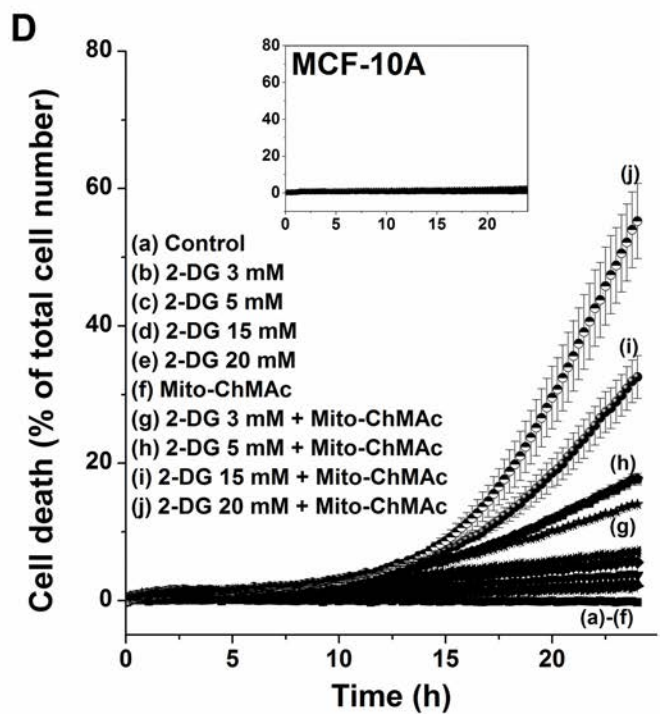 D
Cell death (% of total cell number)
80
60
40
20
0
MCF-10A
80
60
40
20
0
0 5 10 15 20
(a) Control
(b) 2-DG 3 mM
(c) 2-DG 5 mM
(d) 2-DG 15 mM
(e) 2-DG 20 mM
(f) Mito-ChMAc
(g) 2-DG 3 mM + Mito-ChMAc
(h) 2-DG 5 mM + Mito-ChMAc
(i) 2-DG 15 mM + Mito-ChMAc
(j) 2-DG 20 mM + Mito-ChMAc
(j)
(i)
(h)
(g)
(a)-(f)
0 5 10 15 20
Time (h)